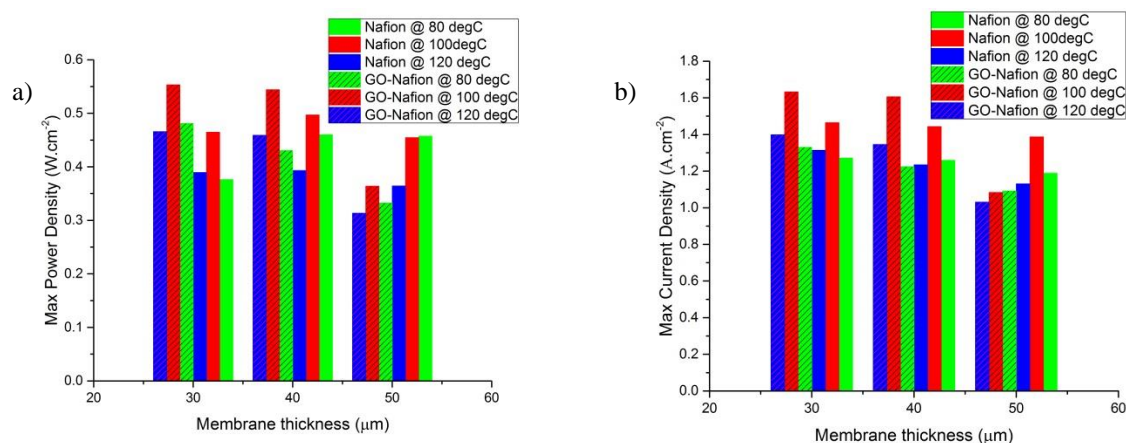 a)
Nafion @ 80 degC
Nafion @ 100degC
Nafion @ 120 degC
GO-Nafion @ 80 degC
GO-Nafion @ 100 degC
GO-Nafion @ 120 degC
Max Power Density (W.cm-2)
0.6
0.5
0.4
0.3
0.2
0.1
0.0
20
30
40
50
60
Membrane thickness (μm)
b)
Nafion @ 80 degC
Nafion @ 100degC
Nafion @ 120 degC
GO-Nafion @ 80 degC
GO-Nafion @ 100 degC
GO-Nafion @ 120 degC
Max Current Density (A.cm-2)
1.8
1.6
1.4
1.2
1.0
0.8
0.6
0.4
0.2
0.0
20
30
40
50
60
Membrane thickness (μm)